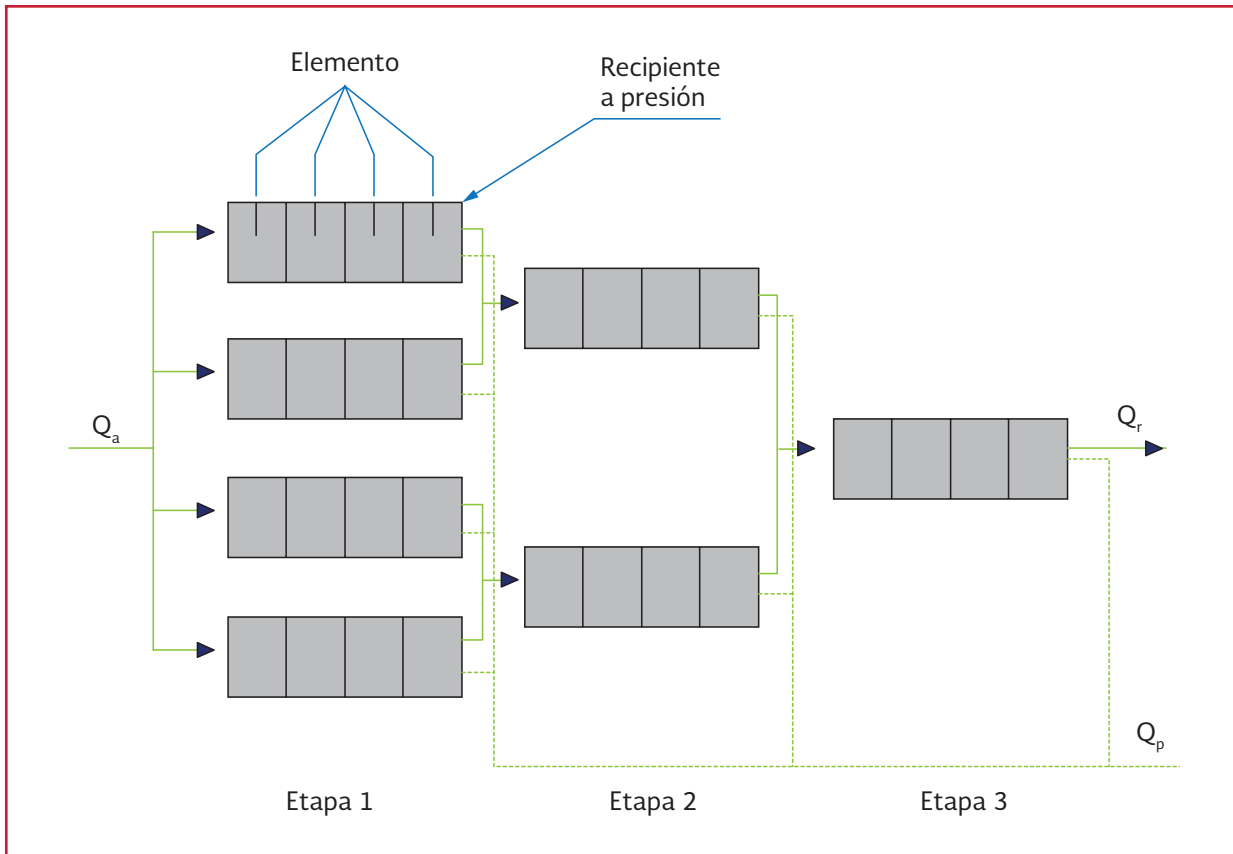 Elemento
Recipiente
a presión
Qa
Qr
Qp
Etapa 1
Etapa 2
Etapa 3